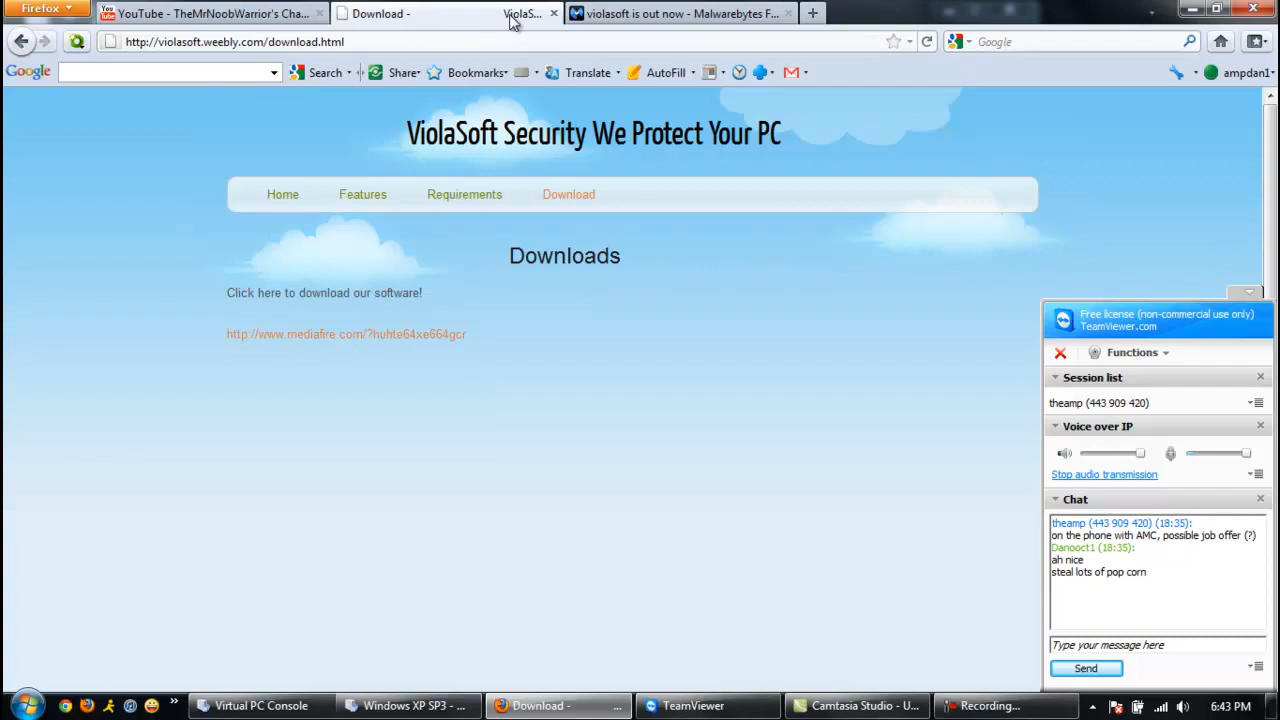 Firefox
YouTube - TheMrNoobWarrior's Cha...
Download - ViolaS...
violasoft is out now - Malwarebytes F...
http://violasoft.weebly.com/download.html
Google
Google
Search
Share
Bookmarks
Translate
AutoFill
ampdan1
ViolaSoft Security We Protect Your PC
Home
Features
Requirements
Download
Downloads
Click here to download our software!
http://www.mediafire.com/?huhte64xe664gcr
Free license (non-commercial use only)
TeamViewer.com
Functions
Session list
theamp (443 909 420)
Voice over IP
Stop audio transmission
Chat
theamp (443 909 420) (18:35):
on the phone with AMC, possible job offer (?)
Danooct1 (18:35):
ah nice
steal lots of pop corn
Type your message here
Send
Virtual PC Console
Windows XP SP3 - ...
Download - ...
TeamViewer
Camtasia Studio - U...
Recording...
6:43 PM